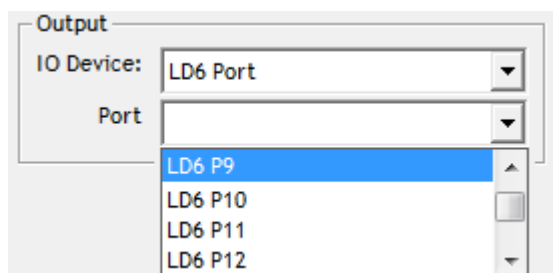 Output
IO Device: LD6 Port
Port
LD6 P9
LD6 P10
LD6 P11
LD6 P12